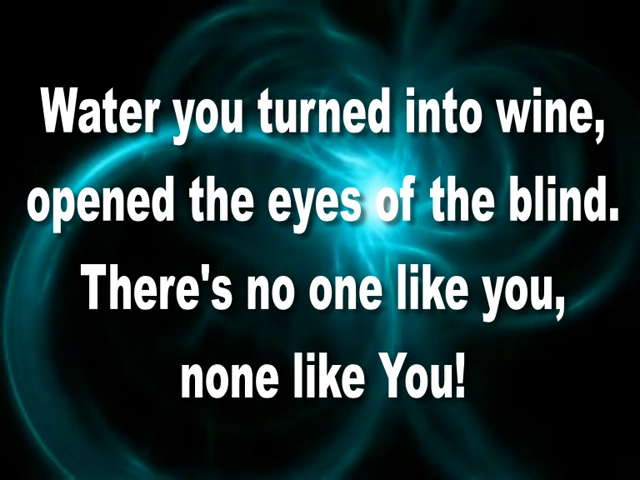 Water you turned into wine,
opened the eyes of the blind.
There's no one like you,
none like You!